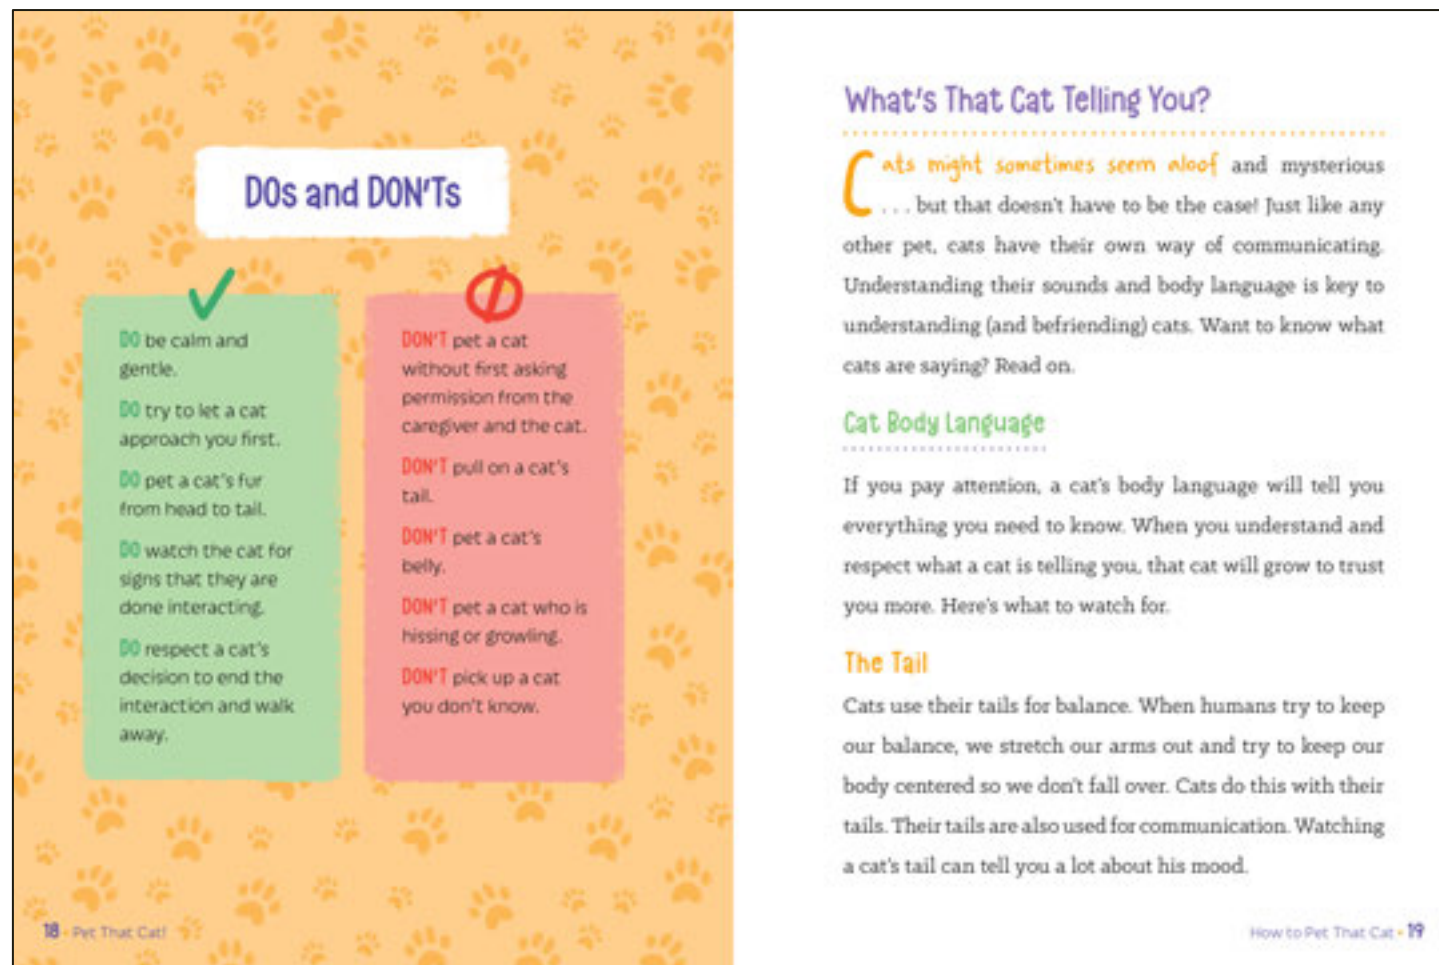 DOs and DON'Ts
DO be calm and
gentle.
DO try to let a cat
approach you first.
DO pet a cat's fur
from head to tail.
DO watch the cat for
signs that they are
done interacting.
DO respect a cat's
decision to end the
interaction and walk
away.
DON'T pet a cat
without first asking
permission from the
caregiver and the cat.
DON'T pull on a cat's
tail.
DON'T pet a cat's
belly.
DON'T pet a cat who is
hissing or growling.
DON'T pick up a cat
you don't know.
18 • Pet That Cat!
What's That Cat Telling You?
Cats might sometimes seem aloof and mysterious
. . . but that doesn't have to be the case! Just like any
other pet, cats have their own way of communicating.
Understanding their sounds and body language is key to
understanding (and befriending) cats. Want to know what
cats are saying? Read on.
Cat Body Language
If you pay attention, a cat's body language will tell you
everything you need to know. When you understand and
respect what a cat is telling you, that cat will grow to trust
you more. Here's what to watch for.
The Tail
Cats use their tails for balance. When humans try to keep
our balance, we stretch our arms out and try to keep our
body centered so we don't fall over. Cats do this with their
tails. Their tails are also used for communication. Watching
a cat's tail can tell you a lot about his mood.
How to Pet That Cat • 19